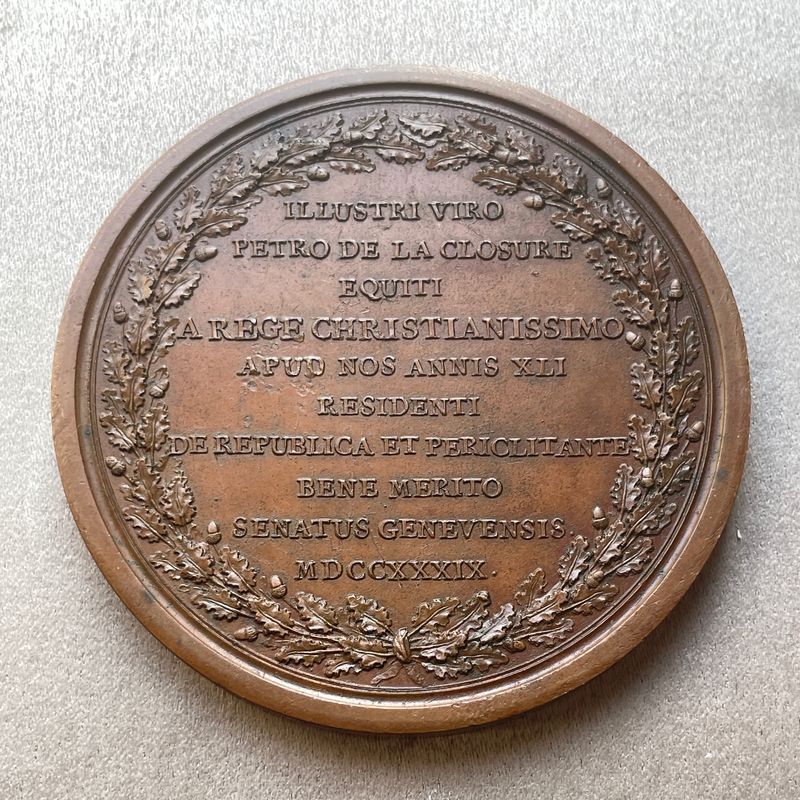 ILLUSTRI VIRO
PETRO DE LA CLOSURE
EQUITI
A REGE CHRISTIANISSIMO
APUD NOS ANNIS XLI
RESIDENTI
DE REPUBLICA ET PERICLITANTE
BENE MERITO
SENATUS GENEVENSIS.
MDCCXXXIX.